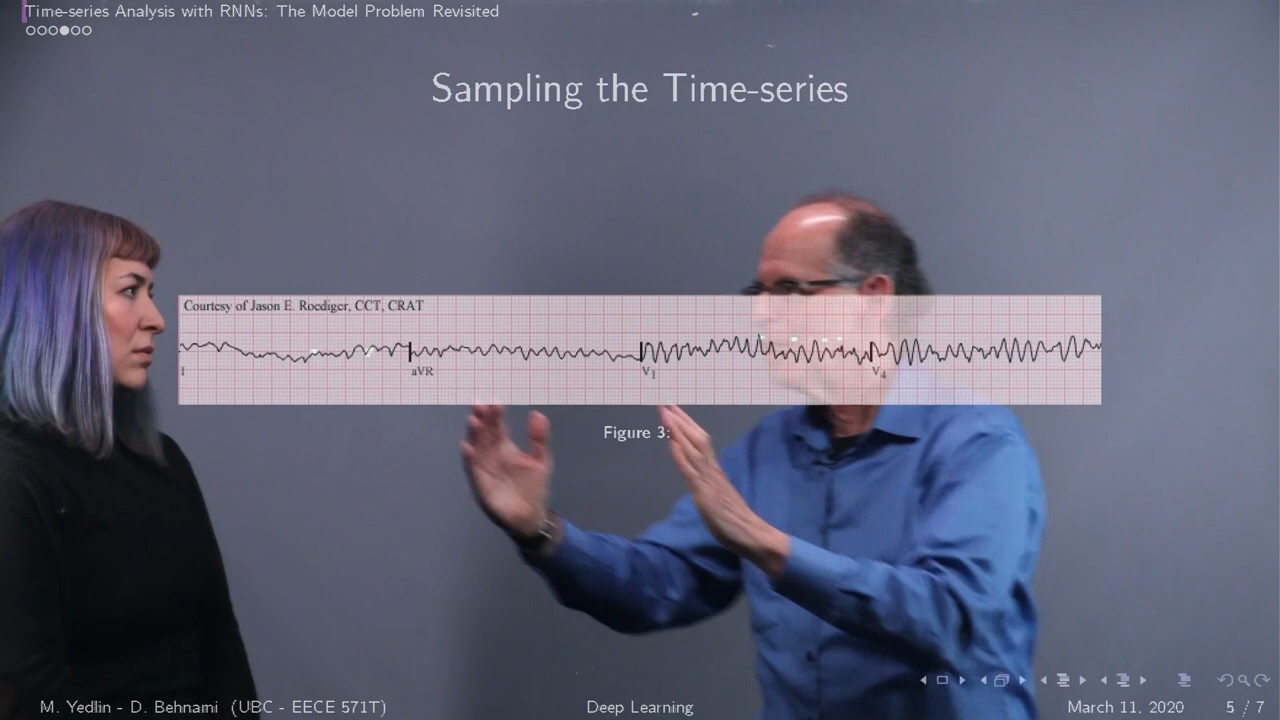 Time-series Analysis with RNNs: The Model Problem Revisited
Sampling the Time-series
Courtesy of Jason E. Roediger, CCT, CRAT
I
aVR
V1
V4
Figure 3:
M. Yedlin - D. Behnami (UBC - EECE 571T)
Deep Learning
March 11, 2020
5 / 7